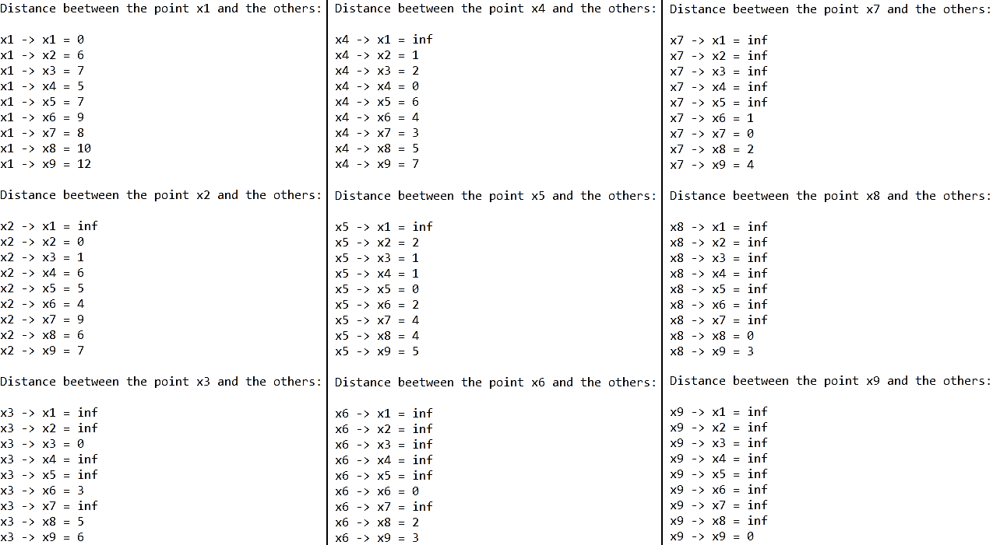 Distance beetween the point x1 and the others:
x1 -> x1 = 0
x1 -> x2 = 6
x1 -> x3 = 7
x1 -> x4 = 5
x1 -> x5 = 7
x1 -> x6 = 9
x1 -> x7 = 8
x1 -> x8 = 10
x1 -> x9 = 12
Distance beetween the point x2 and the others:
x2 -> x1 = inf
x2 -> x2 = 0
x2 -> x3 = 1
x2 -> x4 = 6
x2 -> x5 = 5
x2 -> x6 = 4
x2 -> x7 = 9
x2 -> x8 = 6
x2 -> x9 = 7
Distance beetween the point x3 and the others:
x3 -> x1 = inf
x3 -> x2 = inf
x3 -> x3 = 0
x3 -> x4 = inf
x3 -> x5 = inf
x3 -> x6 = 3
x3 -> x7 = inf
x3 -> x8 = 5
x3 -> x9 = 6
Distance beetween the point x4 and the others:
x4 -> x1 = inf
x4 -> x2 = 1
x4 -> x3 = 2
x4 -> x4 = 0
x4 -> x5 = 6
x4 -> x6 = 4
x4 -> x7 = 3
x4 -> x8 = 5
x4 -> x9 = 7
Distance beetween the point x5 and the others:
x5 -> x1 = inf
x5 -> x2 = 2
x5 -> x3 = 1
x5 -> x4 = 1
x5 -> x5 = 0
x5 -> x6 = 2
x5 -> x7 = 4
x5 -> x8 = 4
x5 -> x9 = 5
Distance beetween the point x6 and the others:
x6 -> x1 = inf
x6 -> x2 = inf
x6 -> x3 = inf
x6 -> x4 = inf
x6 -> x5 = inf
x6 -> x6 = 0
x6 -> x7 = inf
x6 -> x8 = 2
x6 -> x9 = 3
Distance beetween the point x7 and the others:
x7 -> x1 = inf
x7 -> x2 = inf
x7 -> x3 = inf
x7 -> x4 = inf
x7 -> x5 = inf
x7 -> x6 = 1
x7 -> x7 = 0
x7 -> x8 = 2
x7 -> x9 = 4
Distance beetween the point x8 and the others:
x8 -> x1 = inf
x8 -> x2 = inf
x8 -> x3 = inf
x8 -> x4 = inf
x8 -> x5 = inf
x8 -> x6 = inf
x8 -> x7 = inf
x8 -> x8 = 0
x8 -> x9 = 3
Distance beetween the point x9 and the others:
x9 -> x1 = inf
x9 -> x2 = inf
x9 -> x3 = inf
x9 -> x4 = inf
x9 -> x5 = inf
x9 -> x6 = inf
x9 -> x7 = inf
x9 -> x8 = inf
x9 -> x9 = 0